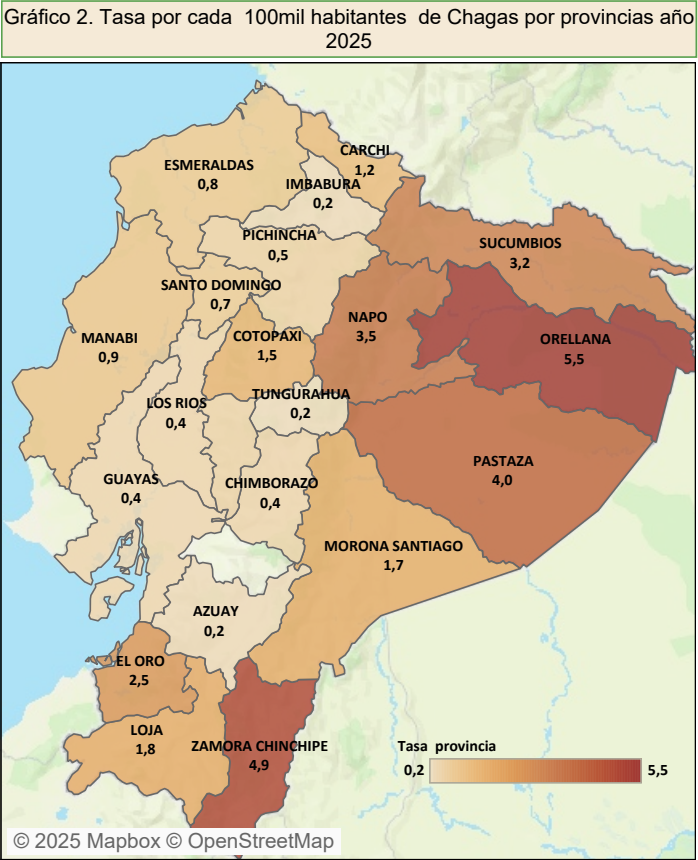 Gráfico 2. Tasa por cada 100mil habitantes de Chagas por provincias año
2025
CARCHI
1,2
ESMERALDAS
0,8
IMBABURA
0,2
PICHINCHA
0,5
SUCUMBIOS
3,2
SANTO DOMINGO
0,7
NAPO
3,5
MANABI
0,9
COTOPAXI
1,5
ORELLANA
5,5
TUNGURAHUA
0,2
LOS RIOS
0,4
PASTAZA
4,0
GUAYAS
0,4
CHIMBORAZO
0,4
MORONA SANTIAGO
1,7
AZUAY
0,2
EL ORO
2,5
LOJA
1,8
ZAMORA CHINCHIPE
4,9
Tasa provincia
0,2
5,5
© 2025 Mapbox © OpenStreetMap